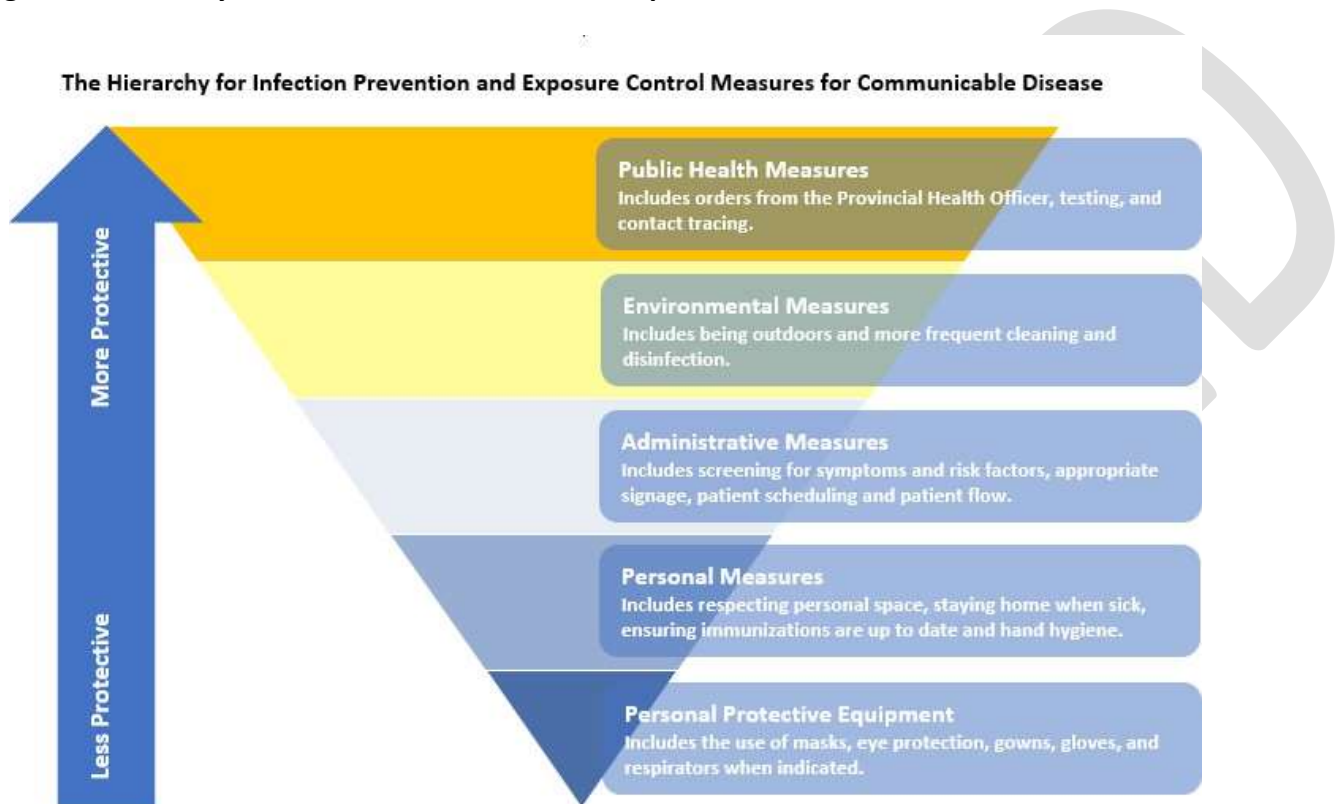 The Hierarchy for Infection Prevention and Exposure Control Measures for Communicable Disease
Public Health Measures
Includes orders from the Provincial Health Officer, testing, and
contact tracing.
Environmental Measures
Includes being outdoors and more frequent cleaning and
disinfection.
Administrative Measures
Includes screening for symptoms and risk factors, appropriate
signage, patient scheduling and patient flow.
Personal Measures
Includes respecting personal space, staying home when sick,
ensuring immunizations are up to date and hand hygiene.
Personal Protective Equipment
Includes the use of masks, eye protection, gowns, gloves, and
respirators when indicated.
More Protective
Less Protective